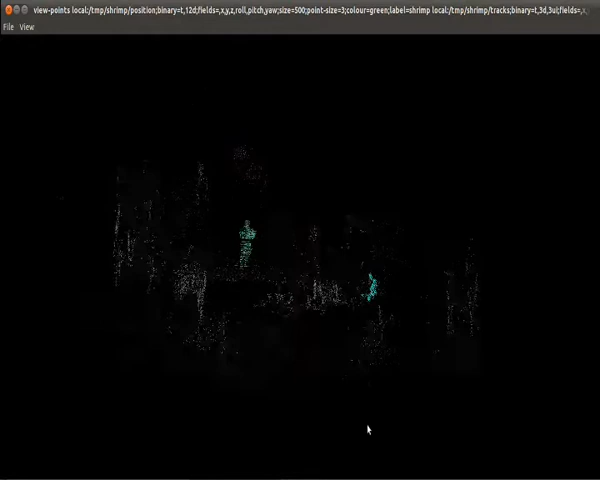 view-points local:/tmp/shrimp/position;binary=t,12d;fields=,x,y,z,roll,pitch,yaw;size=500;point-size=3;colour=green;label=shrimp local:/tmp/shrimp/tracks;binary=t,3d,3ui;fields=,x,
File View